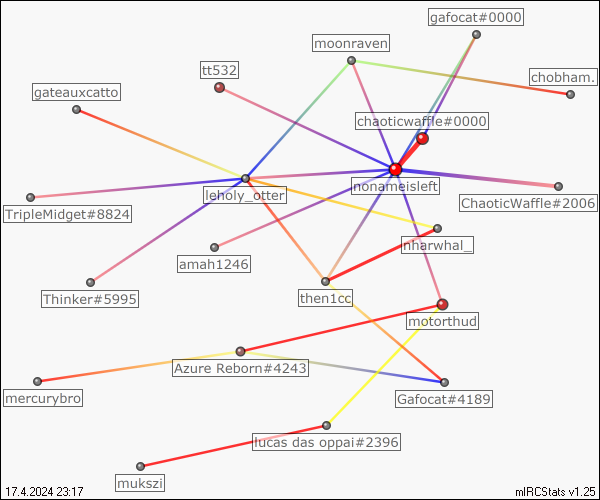 gafocat#0000
moonraven
tt532
chobham.
gateauxcatto
chaoticwaffle#0000
nonameisleft
leholy_otter
ChaoticWaffle#2006
TripleMidget#8824
nharwhal_
amah1246
Thinker#5995
then1cc
motorthud
Azure Reborn#4243
mercurybro
Gafocat#4189
lucas das oppai#2396
mukszi
17.4.2024 23:17
mIRCStats v1.25